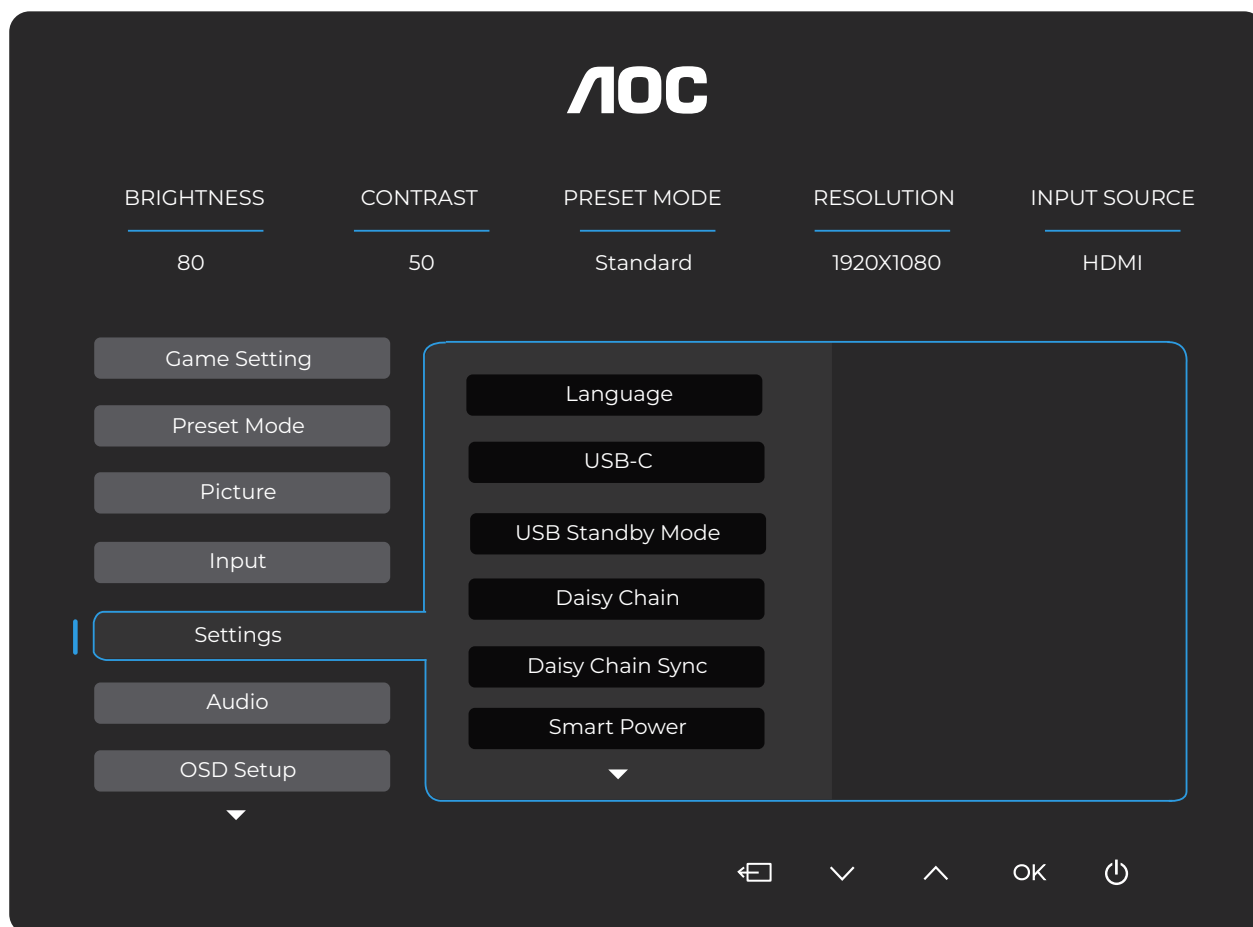 AOC
BRIGHTNESS CONTRAST PRESET MODE RESOLUTION INPUT SOURCE
80 50 Standard 1920X1080 HDMI
Game Setting
Preset Mode
Picture
Input
Settings
Audio
OSD Setup
Language
USB-C
USB Standby Mode
Daisy Chain
Daisy Chain Sync
Smart Power
OK